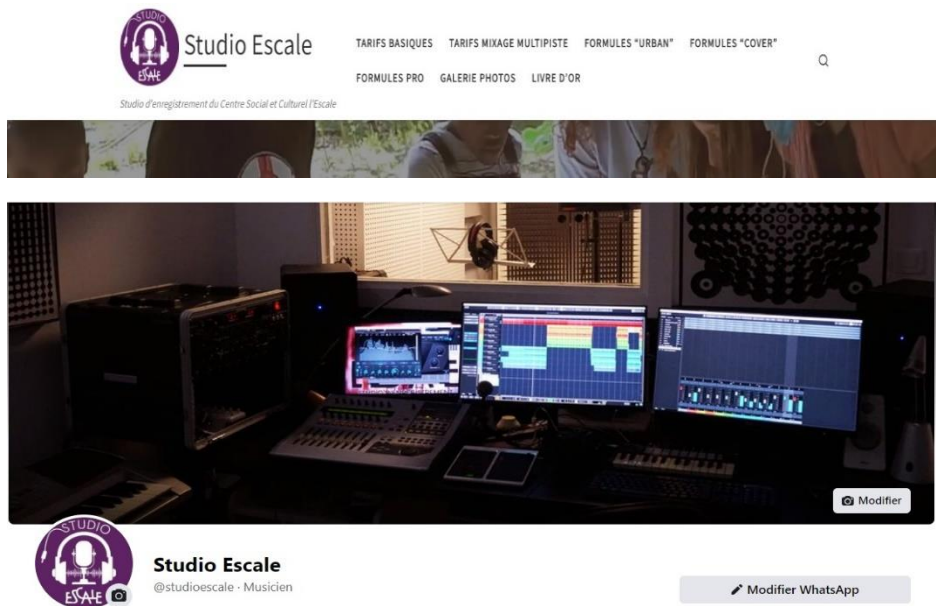 STUDIO
ESCALE
Studio Escale
TARIFS BASIQUES TARIFS MIXAGE MULTIPISTE FORMULES “URBAN” FORMULES “COVER”
FORMULES PRO GALERIE PHOTOS LIVRE D’OR
Studio d'enregistrement du Centre Social et Culturel l'Escale
Modifier
STUDIO
ESCALE
Studio Escale
@studioescale · Musicien
Modifier WhatsApp